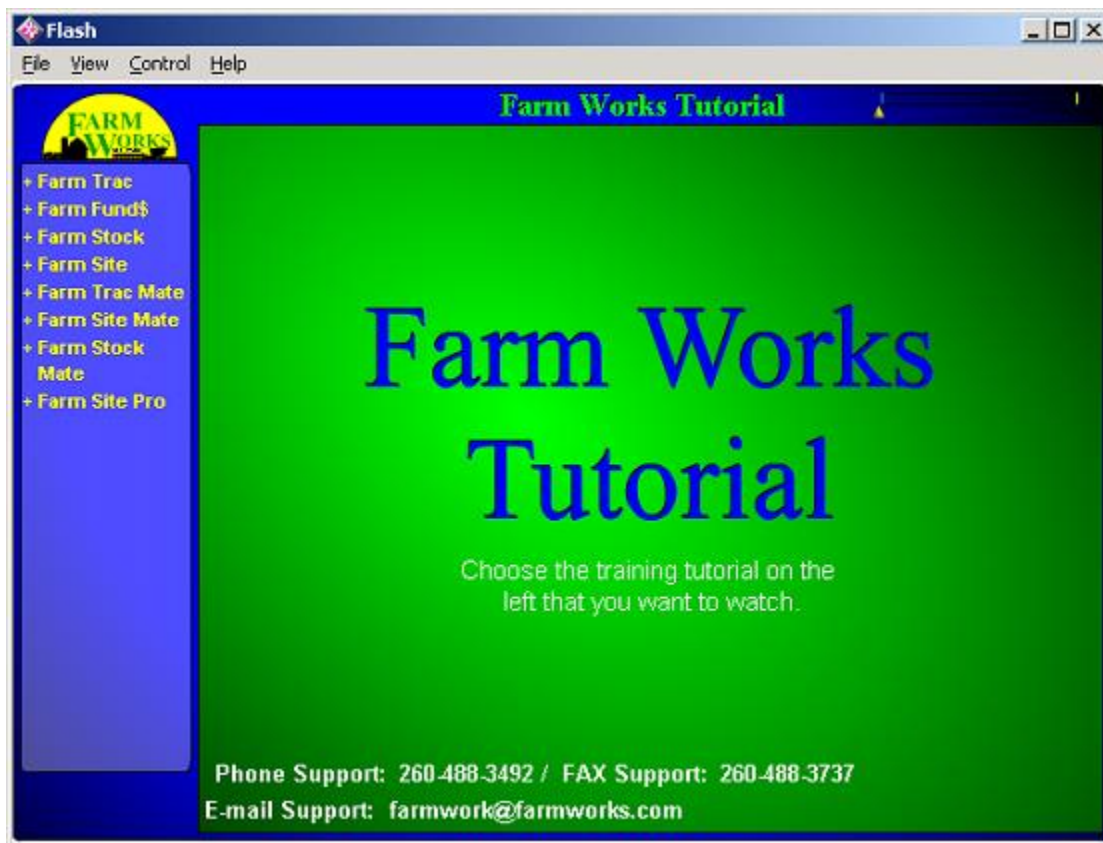 Flash
File View Control Help
Farm Works Tutorial
FARM
WORKS
+ Farm Trac
+ Farm Fund$
+ Farm Stock
+ Farm Site
+ Farm Trac Mate
+ Farm Site Mate
+ Farm Stock
Mate
+ Farm Site Pro
Farm Works
Tutorial
Choose the training tutorial on the
left that you want to watch.
Phone Support: 260-488-3492 / FAX Support: 260-488-3737
E-mail Support: farmwork@farmworks.com